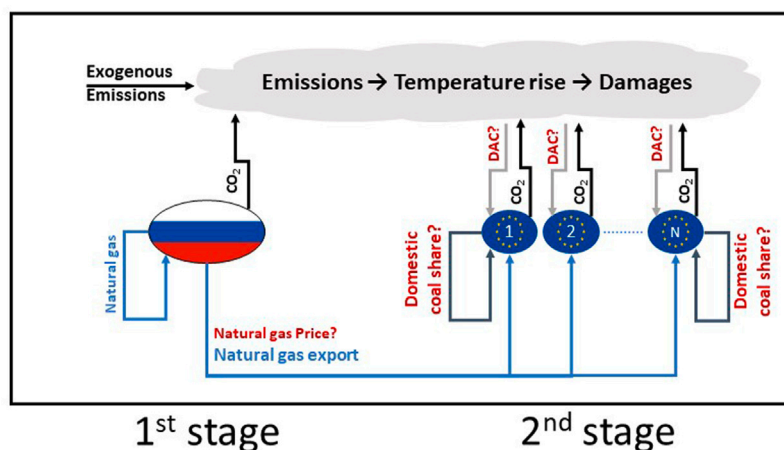 Exogenous
Emissions
Emissions → Temperature rise → Damages
DAC?
DAC?
DAC?
CO₂
CO₂
CO₂
CO₂
1
2
N
Natural gas
Domestic
coal share?
Domestic
coal share?
Natural gas Price?
Natural gas export
1st stage
2nd stage